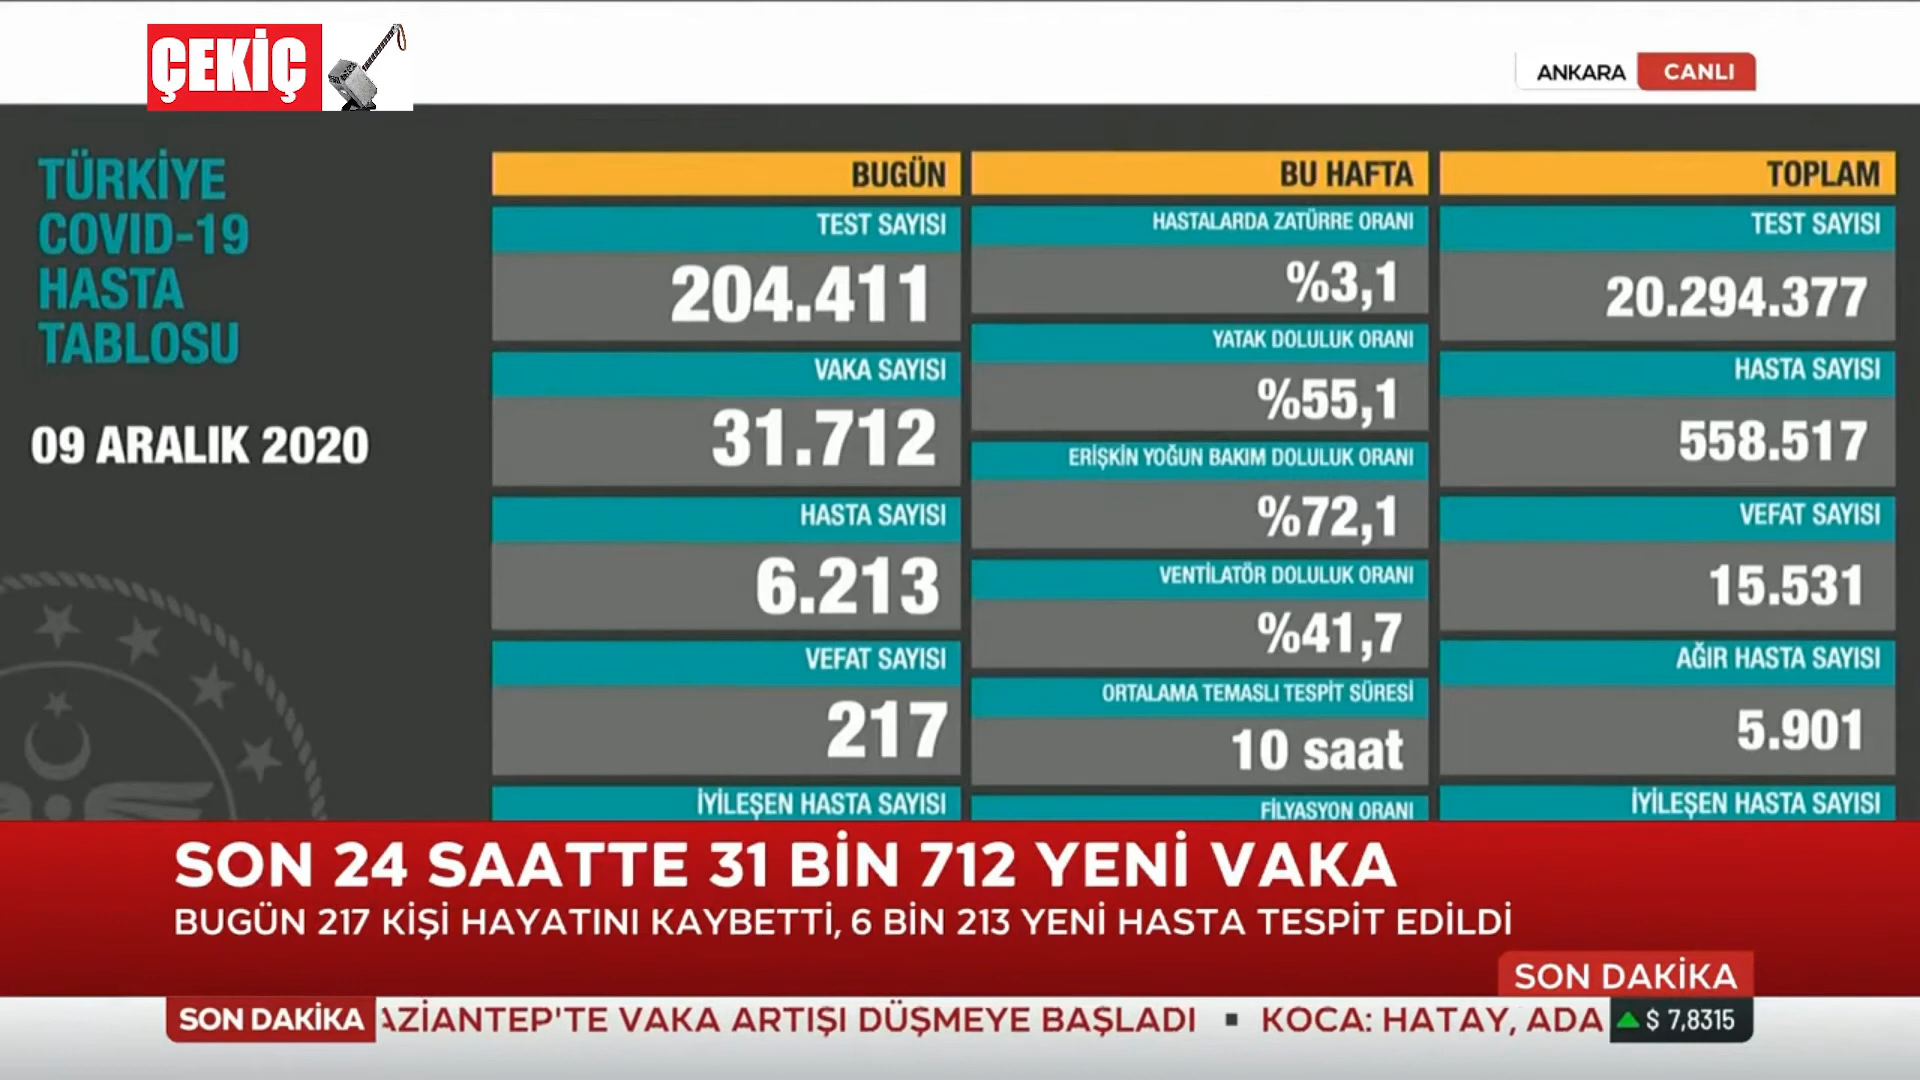 ÇEKİÇ
ANKARA CANLI
TÜRKİYE
COVID-19
HASTA
TABLOSU
09 ARALIK 2020
BUGÜN
TEST SAYISI
204.411
VAKA SAYISI
31.712
HASTA SAYISI
6.213
VEFAT SAYISI
217
İYİLEŞEN HASTA SAYISI
BU HAFTA
HASTALARDA ZATÜRRE ORANI
%3,1
YATAK DOLULUK ORANI
%55,1
ERİŞKİN YOĞUN BAKIM DOLULUK ORANI
%72,1
VENTİLATÖR DOLULUK ORANI
%41,7
ORTALAMA TEMASLI TESPİT SÜRESİ
10 saat
FİLYASYON ORANI
TOPLAM
TEST SAYISI
20.294.377
HASTA SAYISI
558.517
VEFAT SAYISI
15.531
AĞIR HASTA SAYISI
5.901
İYİLEŞEN HASTA SAYISI
SON 24 SAATTE 31 BİN 712 YENİ VAKA
BUGÜN 217 KİŞİ HAYATINI KAYBETTİ, 6 BİN 213 YENİ HASTA TESPİT EDİLDİ
SON DAKİKA
SON DAKİKA AZİANTEP'TE VAKA ARTIŞI DÜŞMEYE BAŞLADI ▪ KOCA: HATAY, ADA $ 7,8315